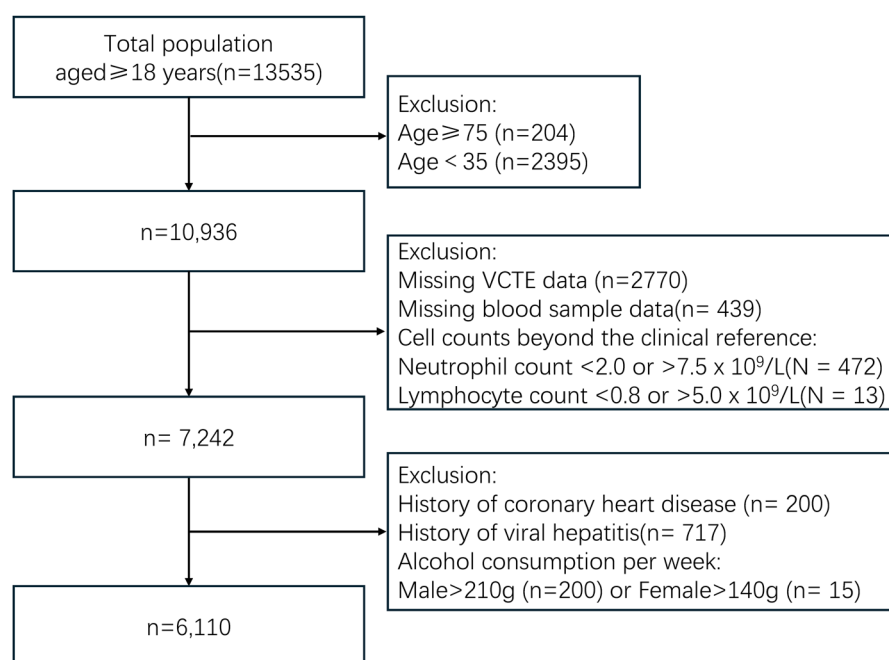 Total population
aged≥18 years(n=13535)
Exclusion:
Age≥75 (n=204)
Age < 35 (n=2395)
n=10,936
Exclusion:
Missing VCTE data (n=2770)
Missing blood sample data(n= 439)
Cell counts beyond the clinical reference:
Neutrophil count <2.0 or >7.5 x 10⁹/L(N = 472)
Lymphocyte count <0.8 or >5.0 x 10⁹/L(N = 13)
n= 7,242
Exclusion:
History of coronary heart disease (n= 200)
History of viral hepatitis(n= 717)
Alcohol consumption per week:
Male>210g (n=200) or Female>140g (n= 15)
n=6,110